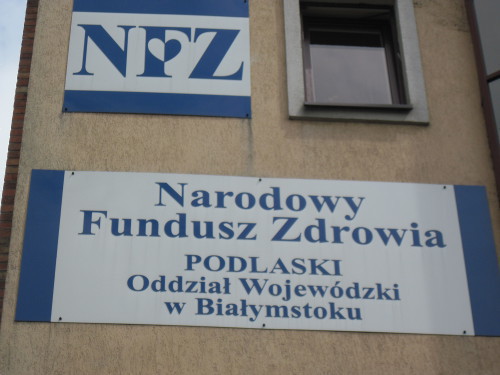 NFZ
Narodowy
Fundusz Zdrowia
PODLASKI
Oddział Wojewódzki
w Białymstoku